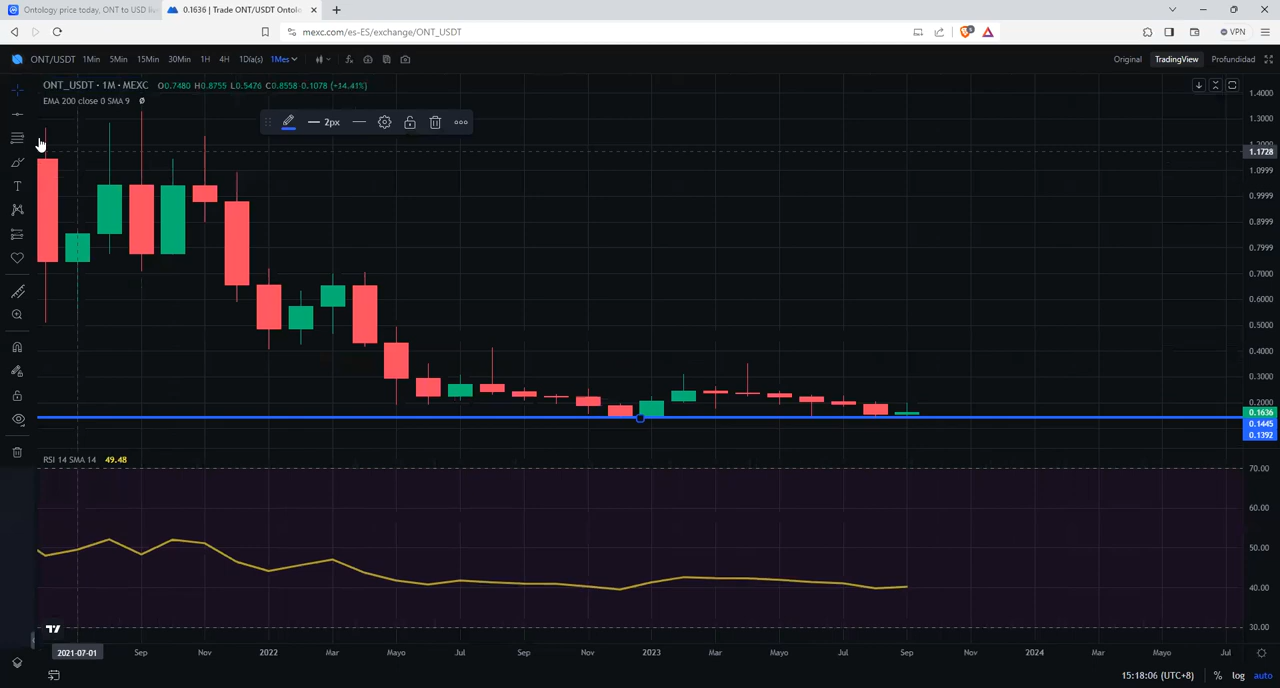 Ontology price today, ONT to USD live
0.1636 | Trade ONT/USDT Ontolo
mexc.com/es-ES/exchange/ONT_USDT
VPN
ONT/USDT 1Min 5Min 15Min 30Min 1H 4H 1Día(s) 1Mes
Original TradingView Profundidad
ONT_USDT · 1M · MEXC O0.7480 H0.8755 L0.5476 C0.8558 0.1078 (+14.41%)
EMA 200 close 0 SMA 9 Ø
2px
1.4000
1.3000
1.1728
1.0999
0.9999
0.8999
0.7999
0.7000
0.6000
0.5000
0.4000
0.3000
0.2000
0.1636
0.1445
0.1392
RSI 14 SMA 14 49.48
70.00
60.00
50.00
40.00
30.00
2021-07-01 Sep Nov 2022 Mar Mayo Jul Sep Nov 2023 Mar Mayo Jul Sep Nov 2024 Mar Mayo Jul
15:18:06 (UTC+8) % log auto